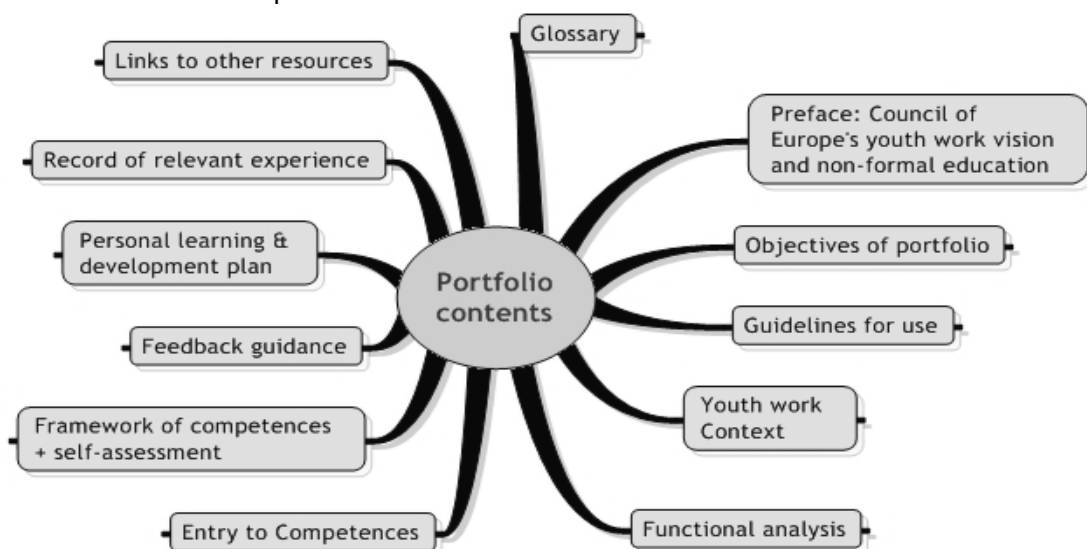 Glossary
Links to other resources
Preface: Council of
Europe's youth work vision
and non-formal education
Record of relevant experience
Personal learning &
development plan
Objectives of portfolio
Portfolio
contents
Guidelines for use
Feedback guidance
Youth work
Context
Framework of competences
+ self-assessment
Entry to Competences
Functional analysis